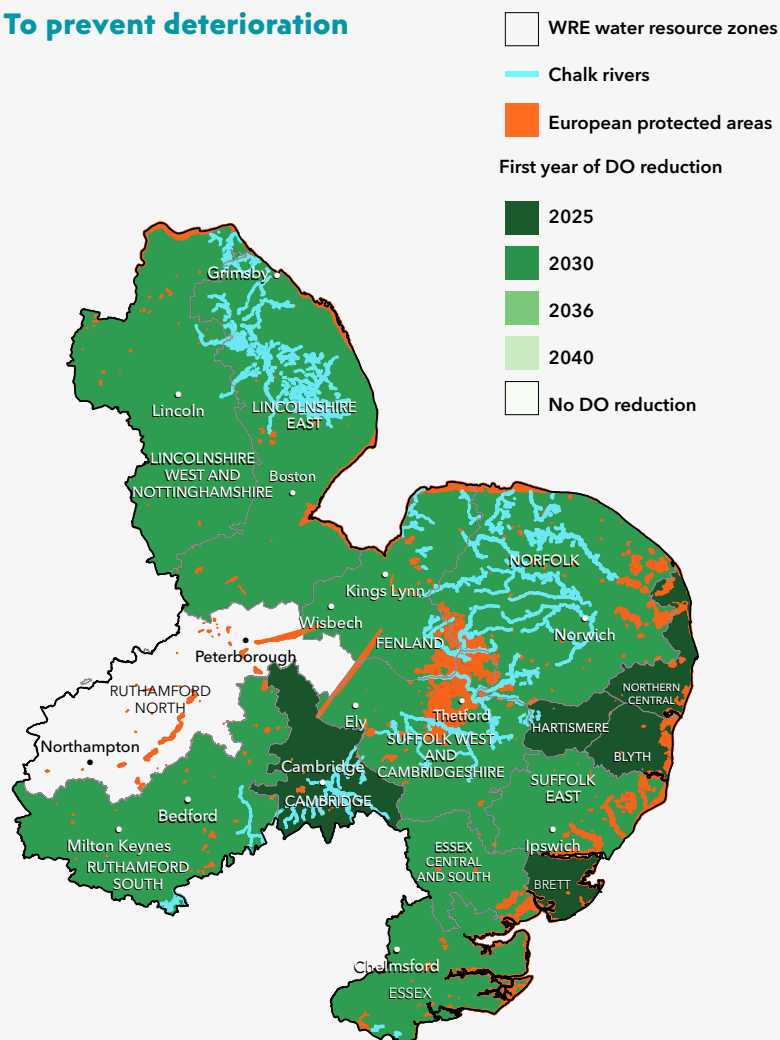 To prevent deterioration
WRE water resource zones
Chalk rivers
European protected areas
First year of DO reduction
2025
2030
2036
2040
No DO reduction
Grimsby
Lincoln
LINCOLNSHIRE
EAST
LINCOLNSHIRE
WEST AND
NOTTINGHAMSHIRE
Boston
NORFOLK
Kings Lynn
Wisbech
Norwich
FENLAND
Peterborough
RUTHAMFORD
NORTH
NORTHERN
CENTRAL
Thetford
Ely
HARTISMERE
SUFFOLK WEST
AND
CAMBRIDGESHIRE
Northampton
BLYTH
Cambridge
SUFFOLK
EAST
CAMBRIDGE
Bedford
Milton Keynes
Ipswich
RUTHAMFORD
SOUTH
ESSEX
CENTRAL
AND SOUTH
BRETT
Chelmsford
ESSEX